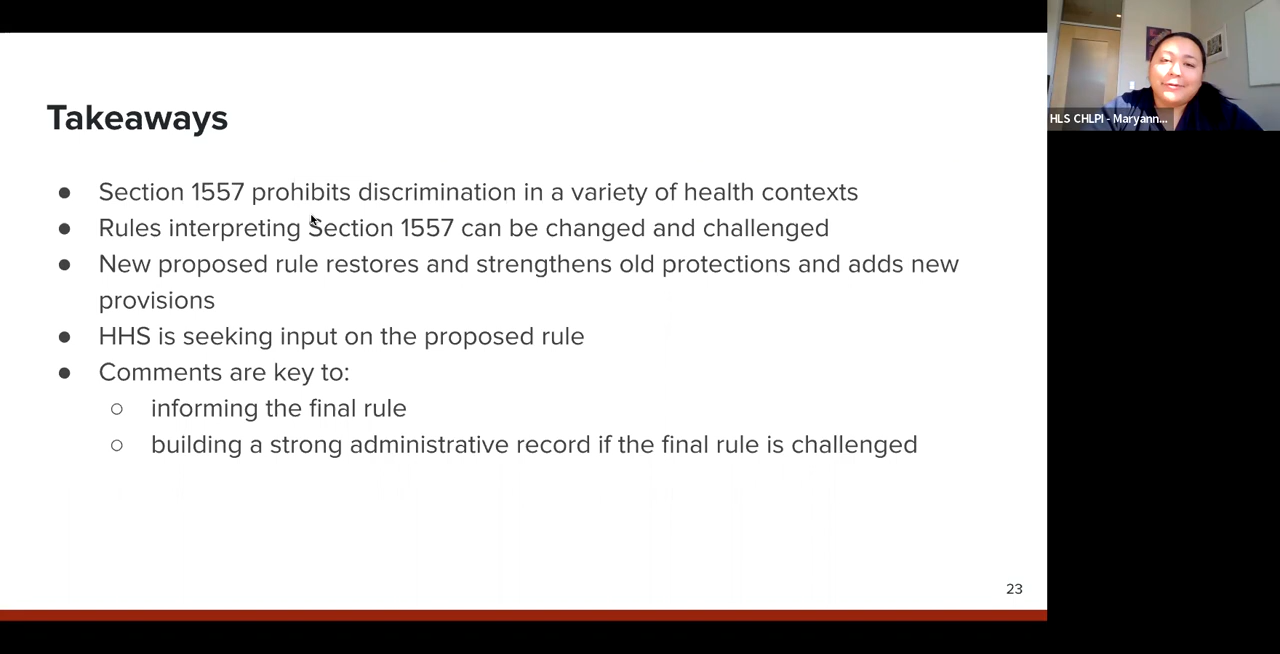 Takeaways
● Section 1557 prohibits discrimination in a variety of health contexts
● Rules interpreting Section 1557 can be changed and challenged
● New proposed rule restores and strengthens old protections and adds new
provisions
● HHS is seeking input on the proposed rule
● Comments are key to:
○ informing the final rule
○ building a strong administrative record if the final rule is challenged
23
HLS CHLPI - Maryann...